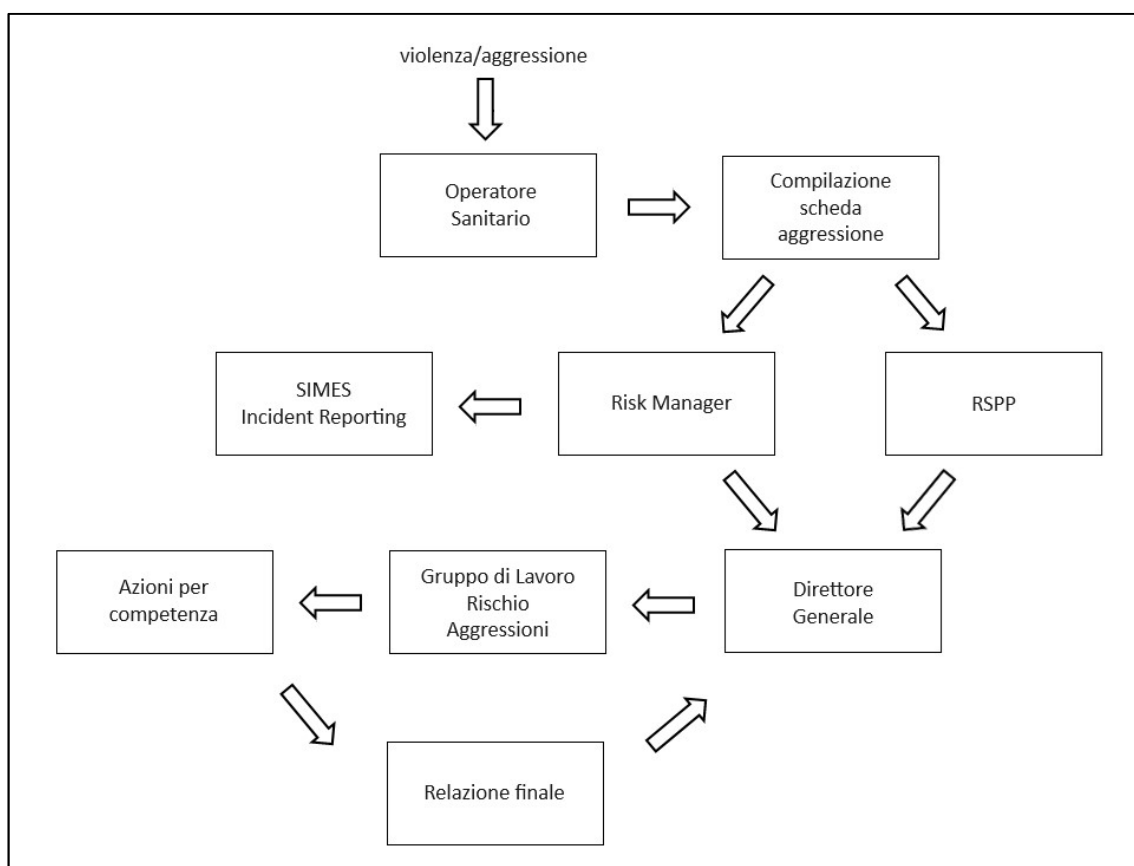 violenza/aggressione
Operatore
Sanitario
Compilazione
scheda
aggressione
SIMES
Incident Reporting
Risk Manager
RSPP
Azioni per
competenza
Gruppo di Lavoro
Rischio
Aggressioni
Direttore
Generale
Relazione finale